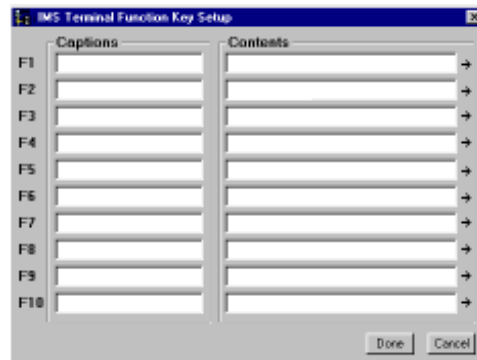 IMS Terminal Function Key Setup
Captions Contents
F1
F2
F3
F4
F5
F6
F7
F8
F9
F10
Done Cancel